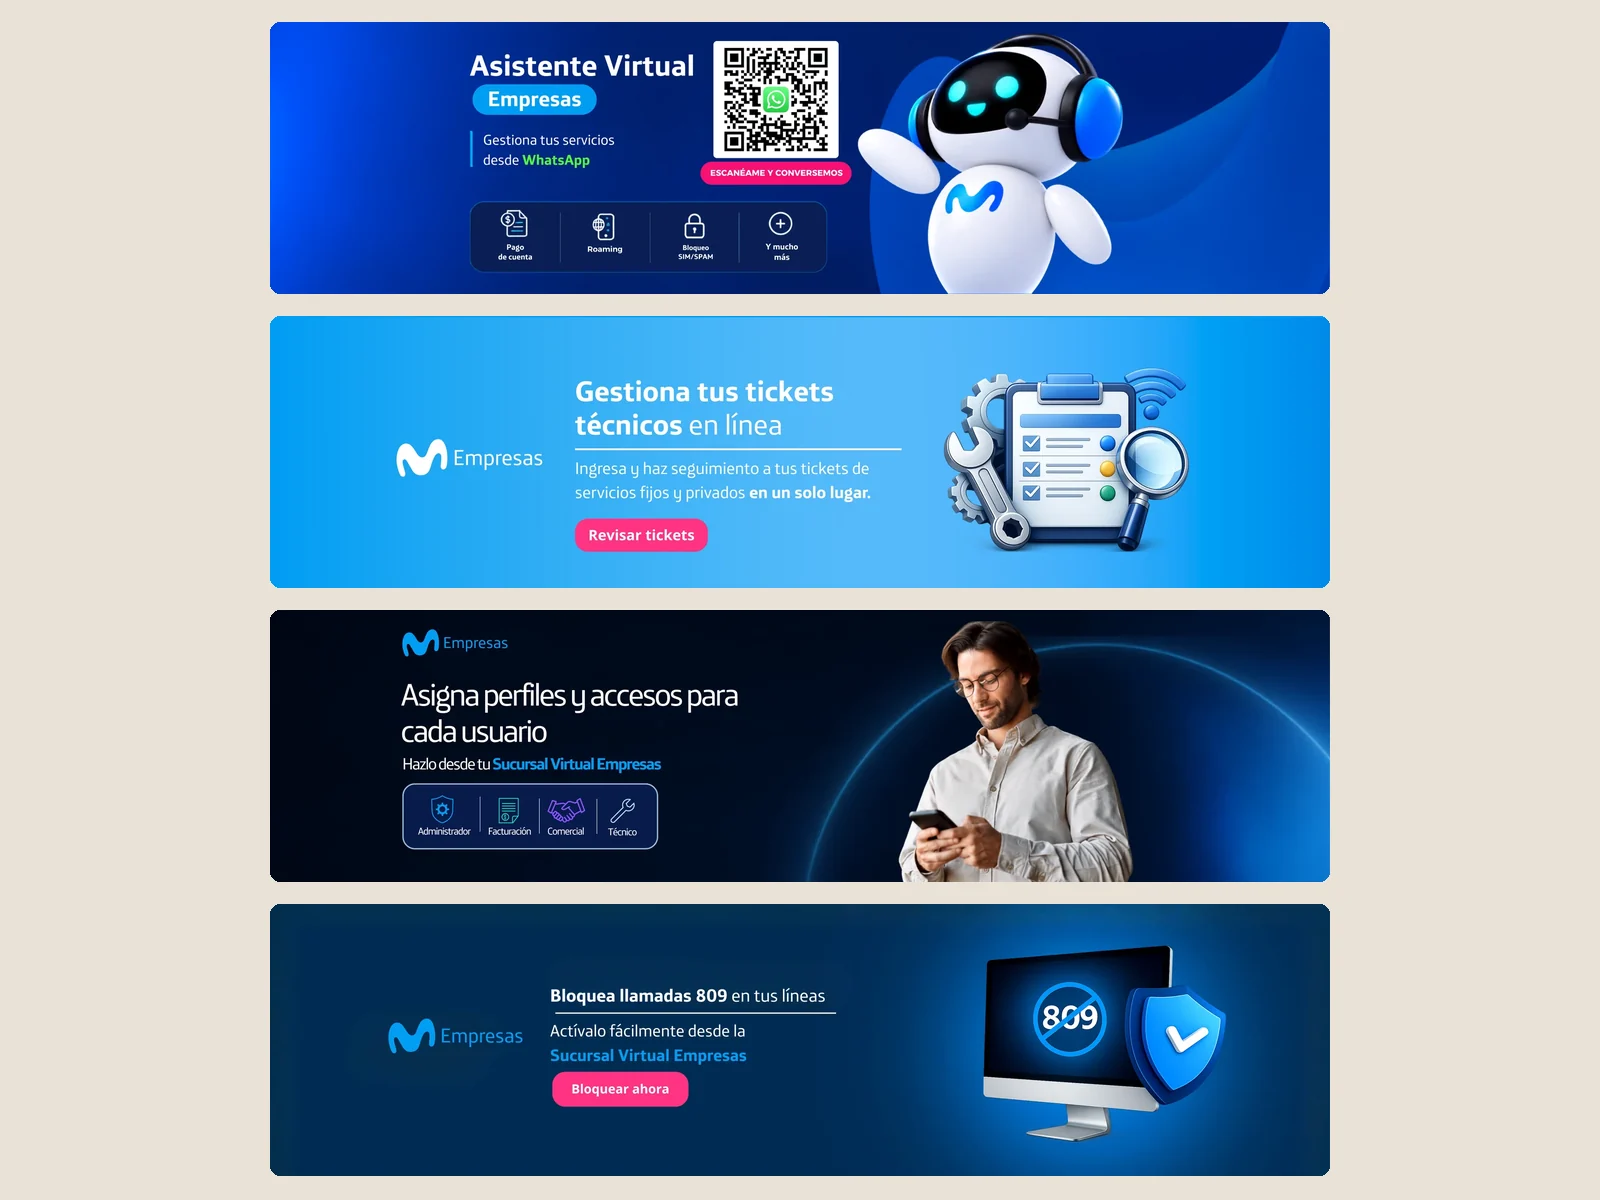 Asistente Virtual
Empresas
Gestiona tus servicios
desde WhatsApp
ESCANÉAME Y CONVERSEMOS
Pago
de cuenta
Roaming
Bloqueo
SIM/SPAM
Y mucho
más
Empresas
Gestiona tus tickets
técnicos en línea
Ingresa y haz seguimiento a tus tickets de
servicios fijos y privados en un solo lugar.
Revisar tickets
Empresas
Asigna perfiles y accesos para
cada usuario
Hazlo desde tu Sucursal Virtual Empresas
Administrador
Facturación
Comercial
Técnico
Empresas
Bloquea llamadas 809 en tus líneas
Actívalo fácilmente desde la
Sucursal Virtual Empresas
Bloquear ahora
809